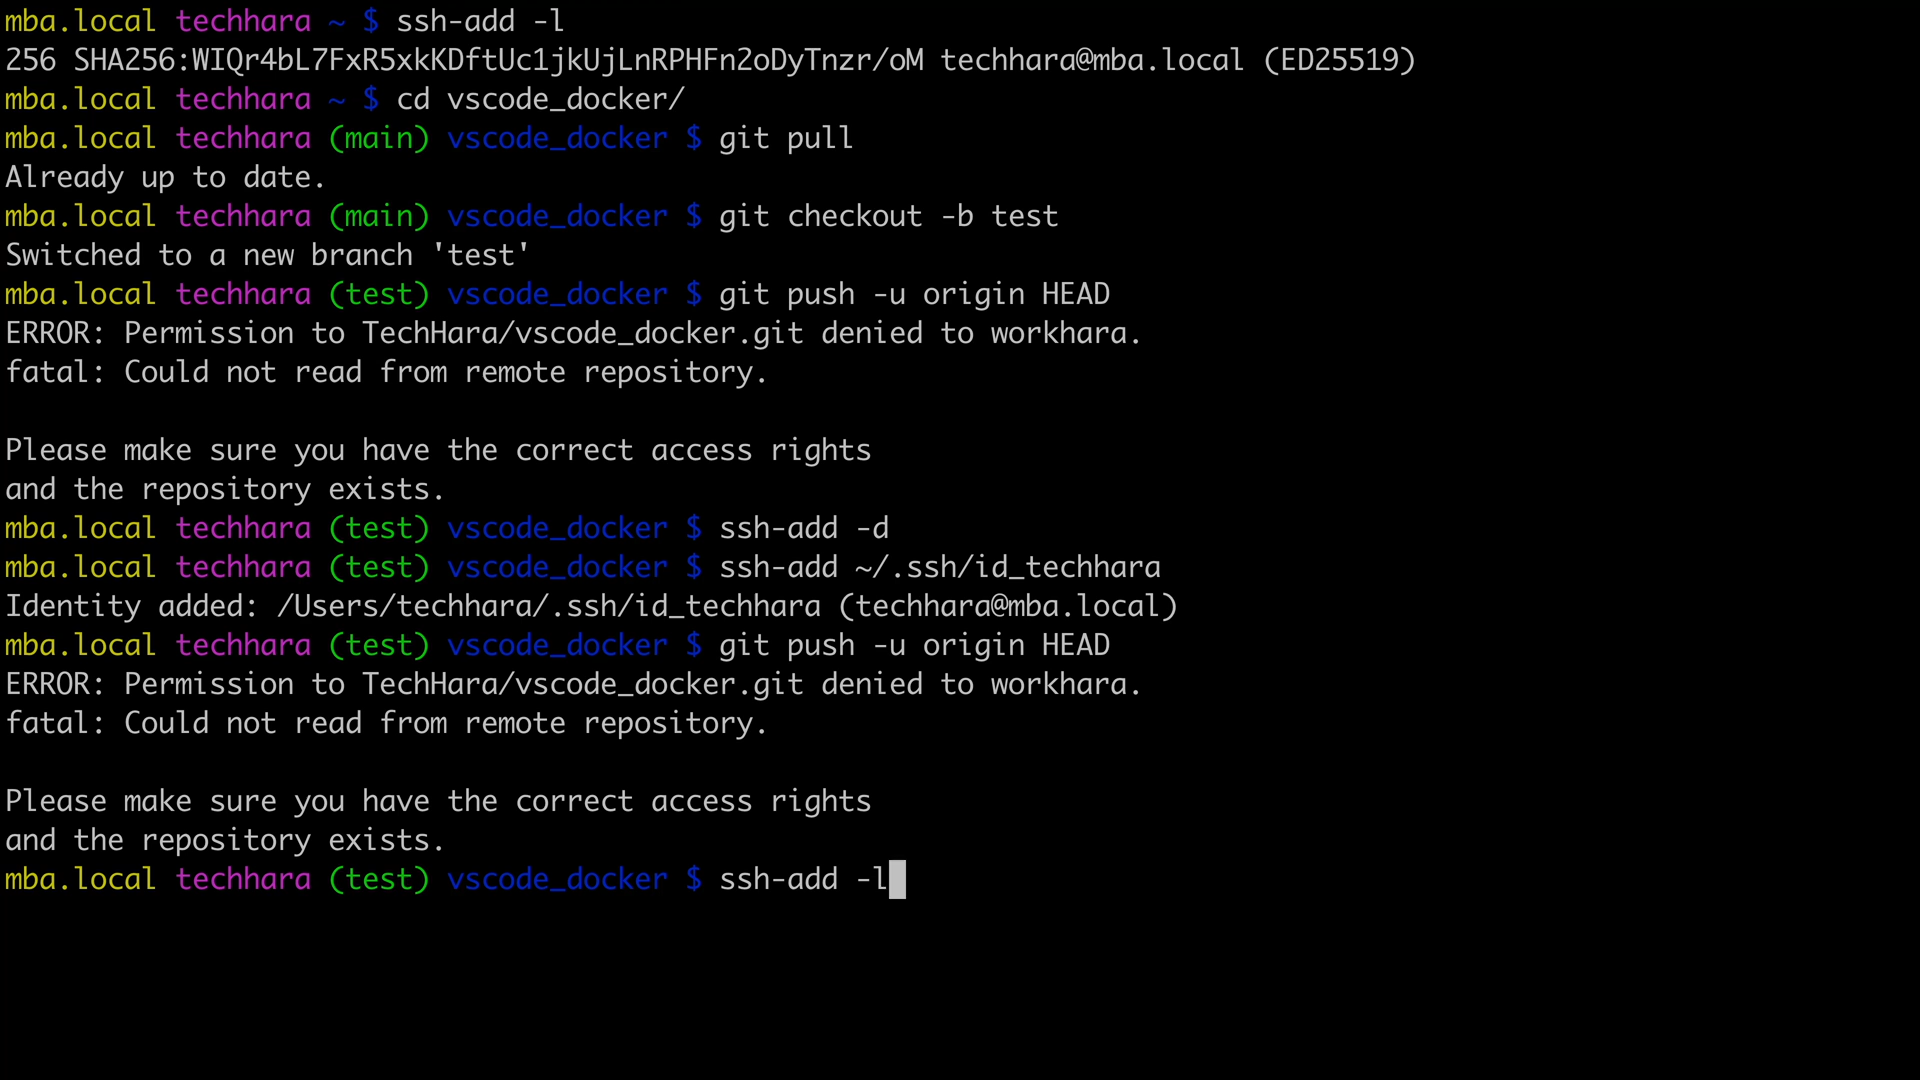 mba.local techhara ~ $ ssh-add -l
256 SHA256:WIQr4bL7FxR5xkKDftUc1jkUjLnRPHFn2oDyTnzr/oM techhara@mba.local (ED25519)
mba.local techhara ~ $ cd vscode_docker/
mba.local techhara (main) vscode_docker $ git pull
Already up to date.
mba.local techhara (main) vscode_docker $ git checkout -b test
Switched to a new branch 'test'
mba.local techhara (test) vscode_docker $ git push -u origin HEAD
ERROR: Permission to TechHara/vscode_docker.git denied to workhara.
fatal: Could not read from remote repository.
Please make sure you have the correct access rights
and the repository exists.
mba.local techhara (test) vscode_docker $ ssh-add -d
mba.local techhara (test) vscode_docker $ ssh-add ~/.ssh/id_techhara
Identity added: /Users/techhara/.ssh/id_techhara (techhara@mba.local)
mba.local techhara (test) vscode_docker $ git push -u origin HEAD
ERROR: Permission to TechHara/vscode_docker.git denied to workhara.
fatal: Could not read from remote repository.
Please make sure you have the correct access rights
and the repository exists.
mba.local techhara (test) vscode_docker $ ssh-add -l